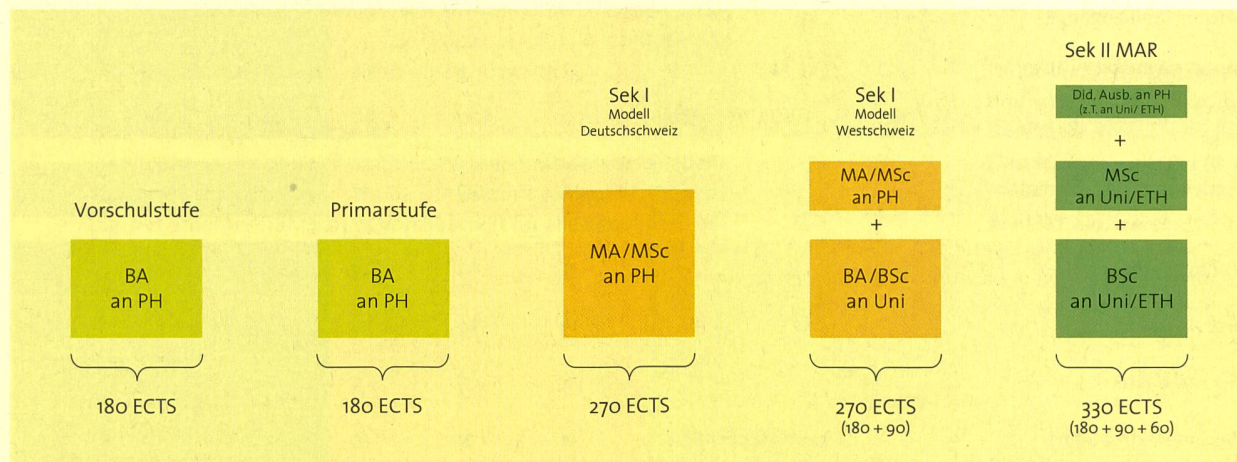 Vorschulstufe
BA
an PH
180 ECTS
Primarstufe
BA
an PH
180 ECTS
Sek I
Modell
Deutschschweiz
MA/MSc
an PH
270 ECTS
Sek I
Modell
Westschweiz
MA/MSc
an PH
+
BA/BSc
an Uni
270 ECTS
(180 + 90)
Sek II MAR
Did. Ausb. an PH
(z.T. an Uni/ ETH)
+
MSc
an Uni/ETH
+
BSc
an Uni/ETH
330 ECTS
(180 + 90 + 60)